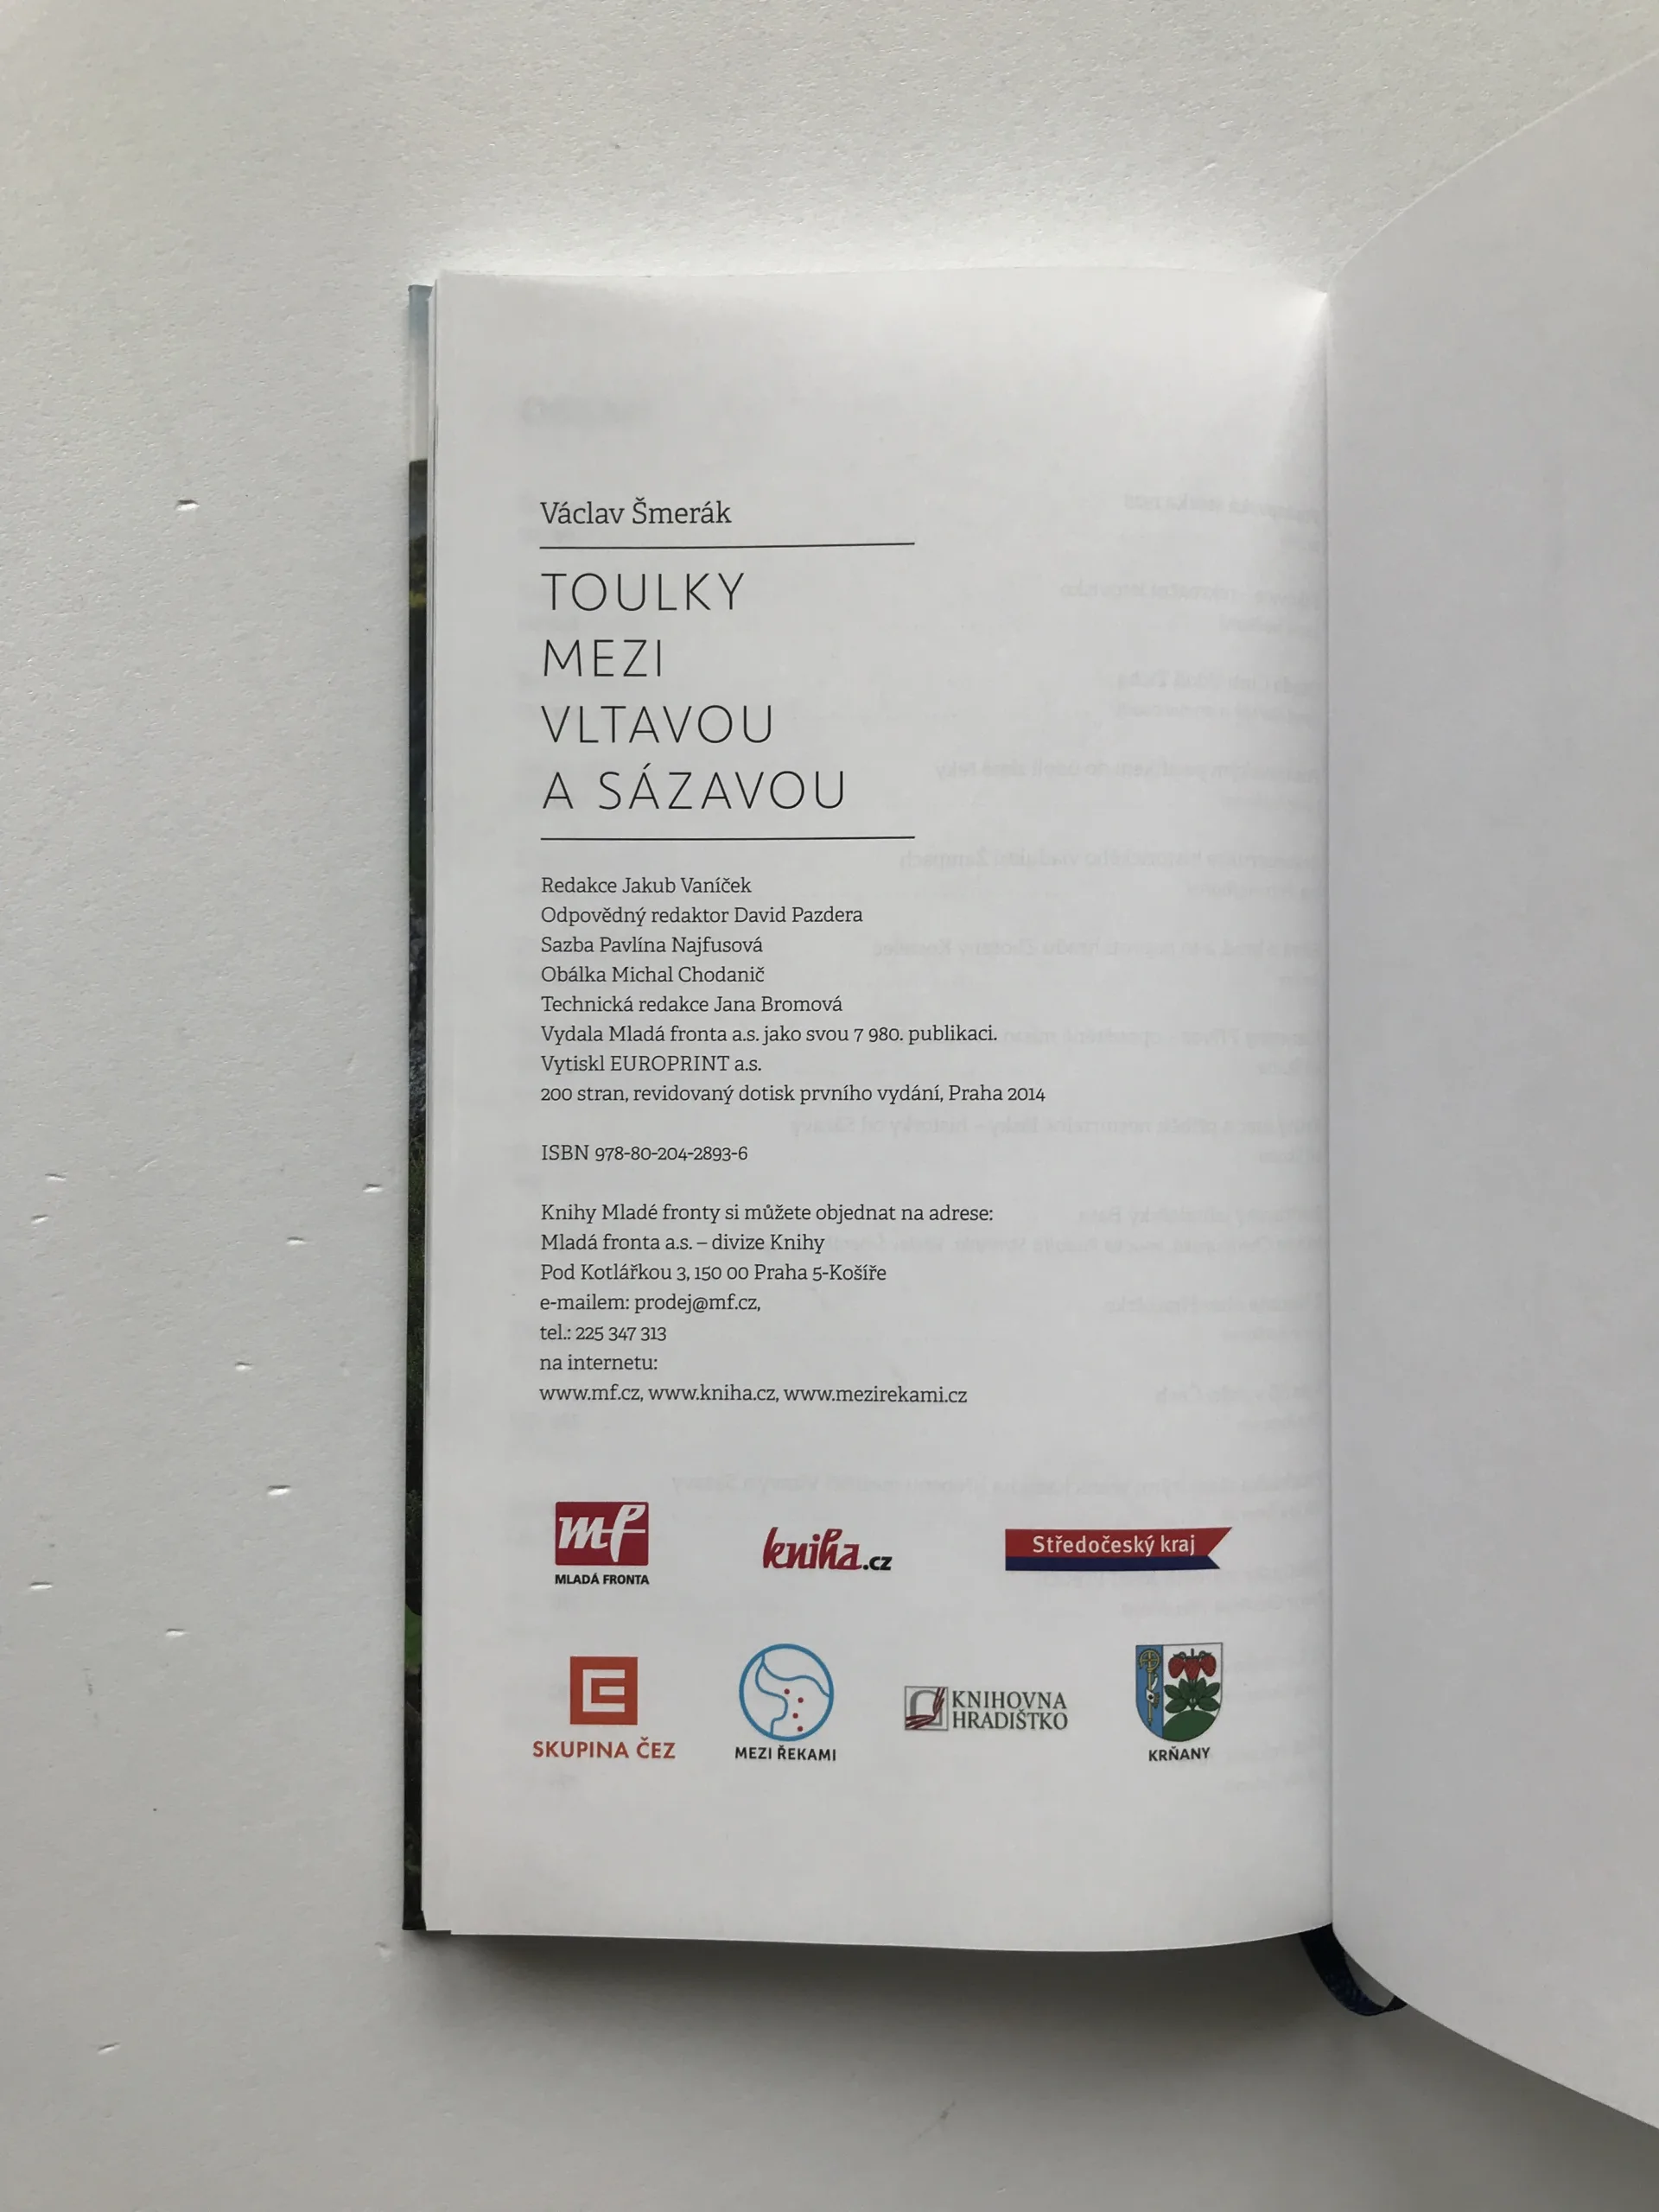 Václav Šmerák
TOULKY
MEZI
VLTAVOU
A SÁZAVOU
Redakce Jakub Vaníček
Odpovědný redaktor David Pazdera
Sazba Pavlína Najfusová
Obálka Michal Chodanič
Technická redakce Jana Bromová
Vydala Mladá fronta a.s. jako svou 7 980. publikaci.
Vytiskl EUROPRINT a.s.
200 stran, revidovaný dotisk prvního vydání, Praha 2014
ISBN 978-80-204-2893-6
Knihy Mladé fronty si můžete objednat na adrese:
Mladá fronta a.s. – divize Knihy
Pod Kotlářkou 3, 150 00 Praha 5-Košíře
e-mailem: prodej@mf.cz,
tel.: 225 347 313
na internetu:
www.mf.cz, www.kniha.cz, www.mezirekami.cz
mf
MLADÁ FRONTA
kniha.cz
Středočeský kraj
SKUPINA ČEZ
MEZI ŘEKAMI
KNIHOVNA
HRADIŠTKO
KRŇANY